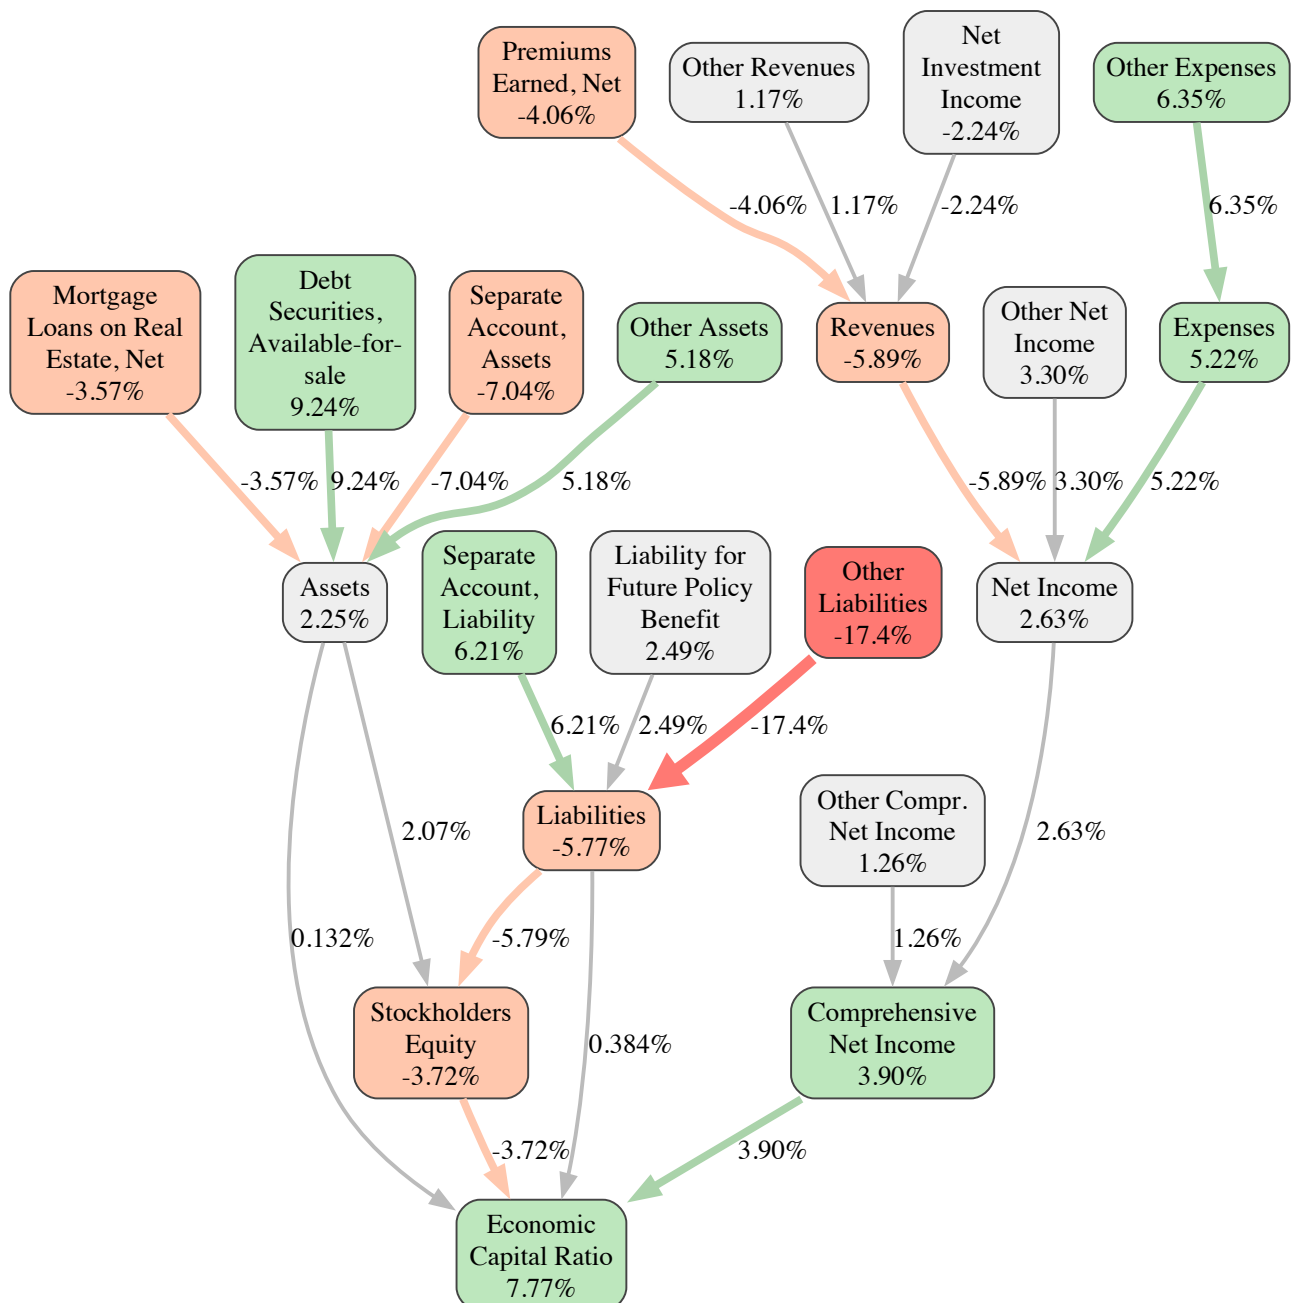 Premiums
Earned, Net
-4.06%
Other Revenues
1.17%
Net
Investment
Income
-2.24%
Other Expenses
6.35%
-4.06%
1.17%
-2.24%
6.35%
Mortgage
Loans on Real
Estate, Net
-3.57%
Debt
Securities,
Available-for-
sale
9.24%
Separate
Account,
Assets
-7.04%
Other Assets
5.18%
Revenues
-5.89%
Other Net
Income
3.30%
Expenses
5.22%
-3.57%
9.24%
-7.04%
5.18%
-5.89%
3.30%
5.22%
Assets
2.25%
Separate
Account,
Liability
6.21%
Liability for
Future Policy
Benefit
2.49%
Other
Liabilities
-17.4%
Net Income
2.63%
6.21%
2.49%
-17.4%
Liabilities
-5.77%
Other Compr.
Net Income
1.26%
2.07%
2.63%
0.132%
-5.79%
1.26%
Stockholders
Equity
-3.72%
0.384%
Comprehensive
Net Income
3.90%
-3.72%
3.90%
Economic
Capital Ratio
7.77%